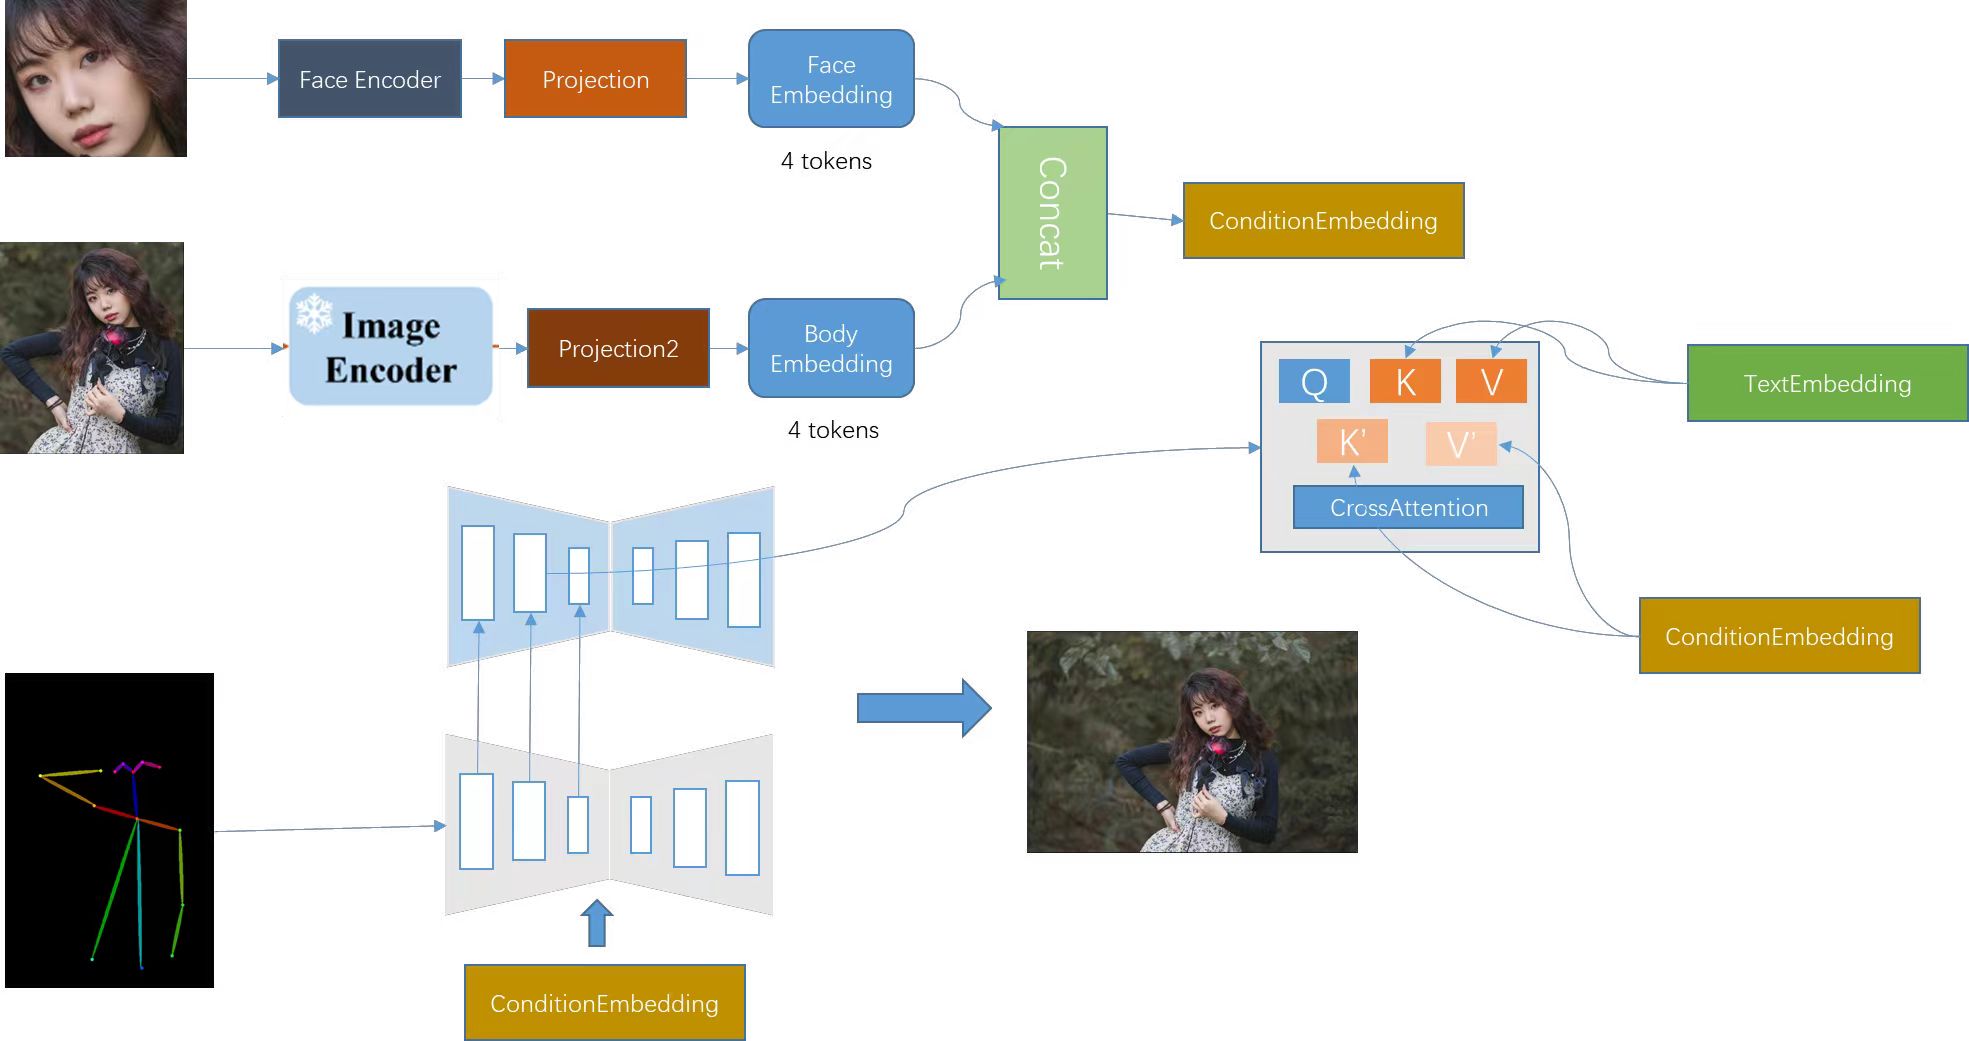 Face Encoder
Projection
Face
Embedding
4 tokens
Concat
ConditionEmbedding
Image
Encoder
Projection2
Body
Embedding
4 tokens
Q
K
V
K’
V’
CrossAttention
TextEmbedding
ConditionEmbedding
ConditionEmbedding